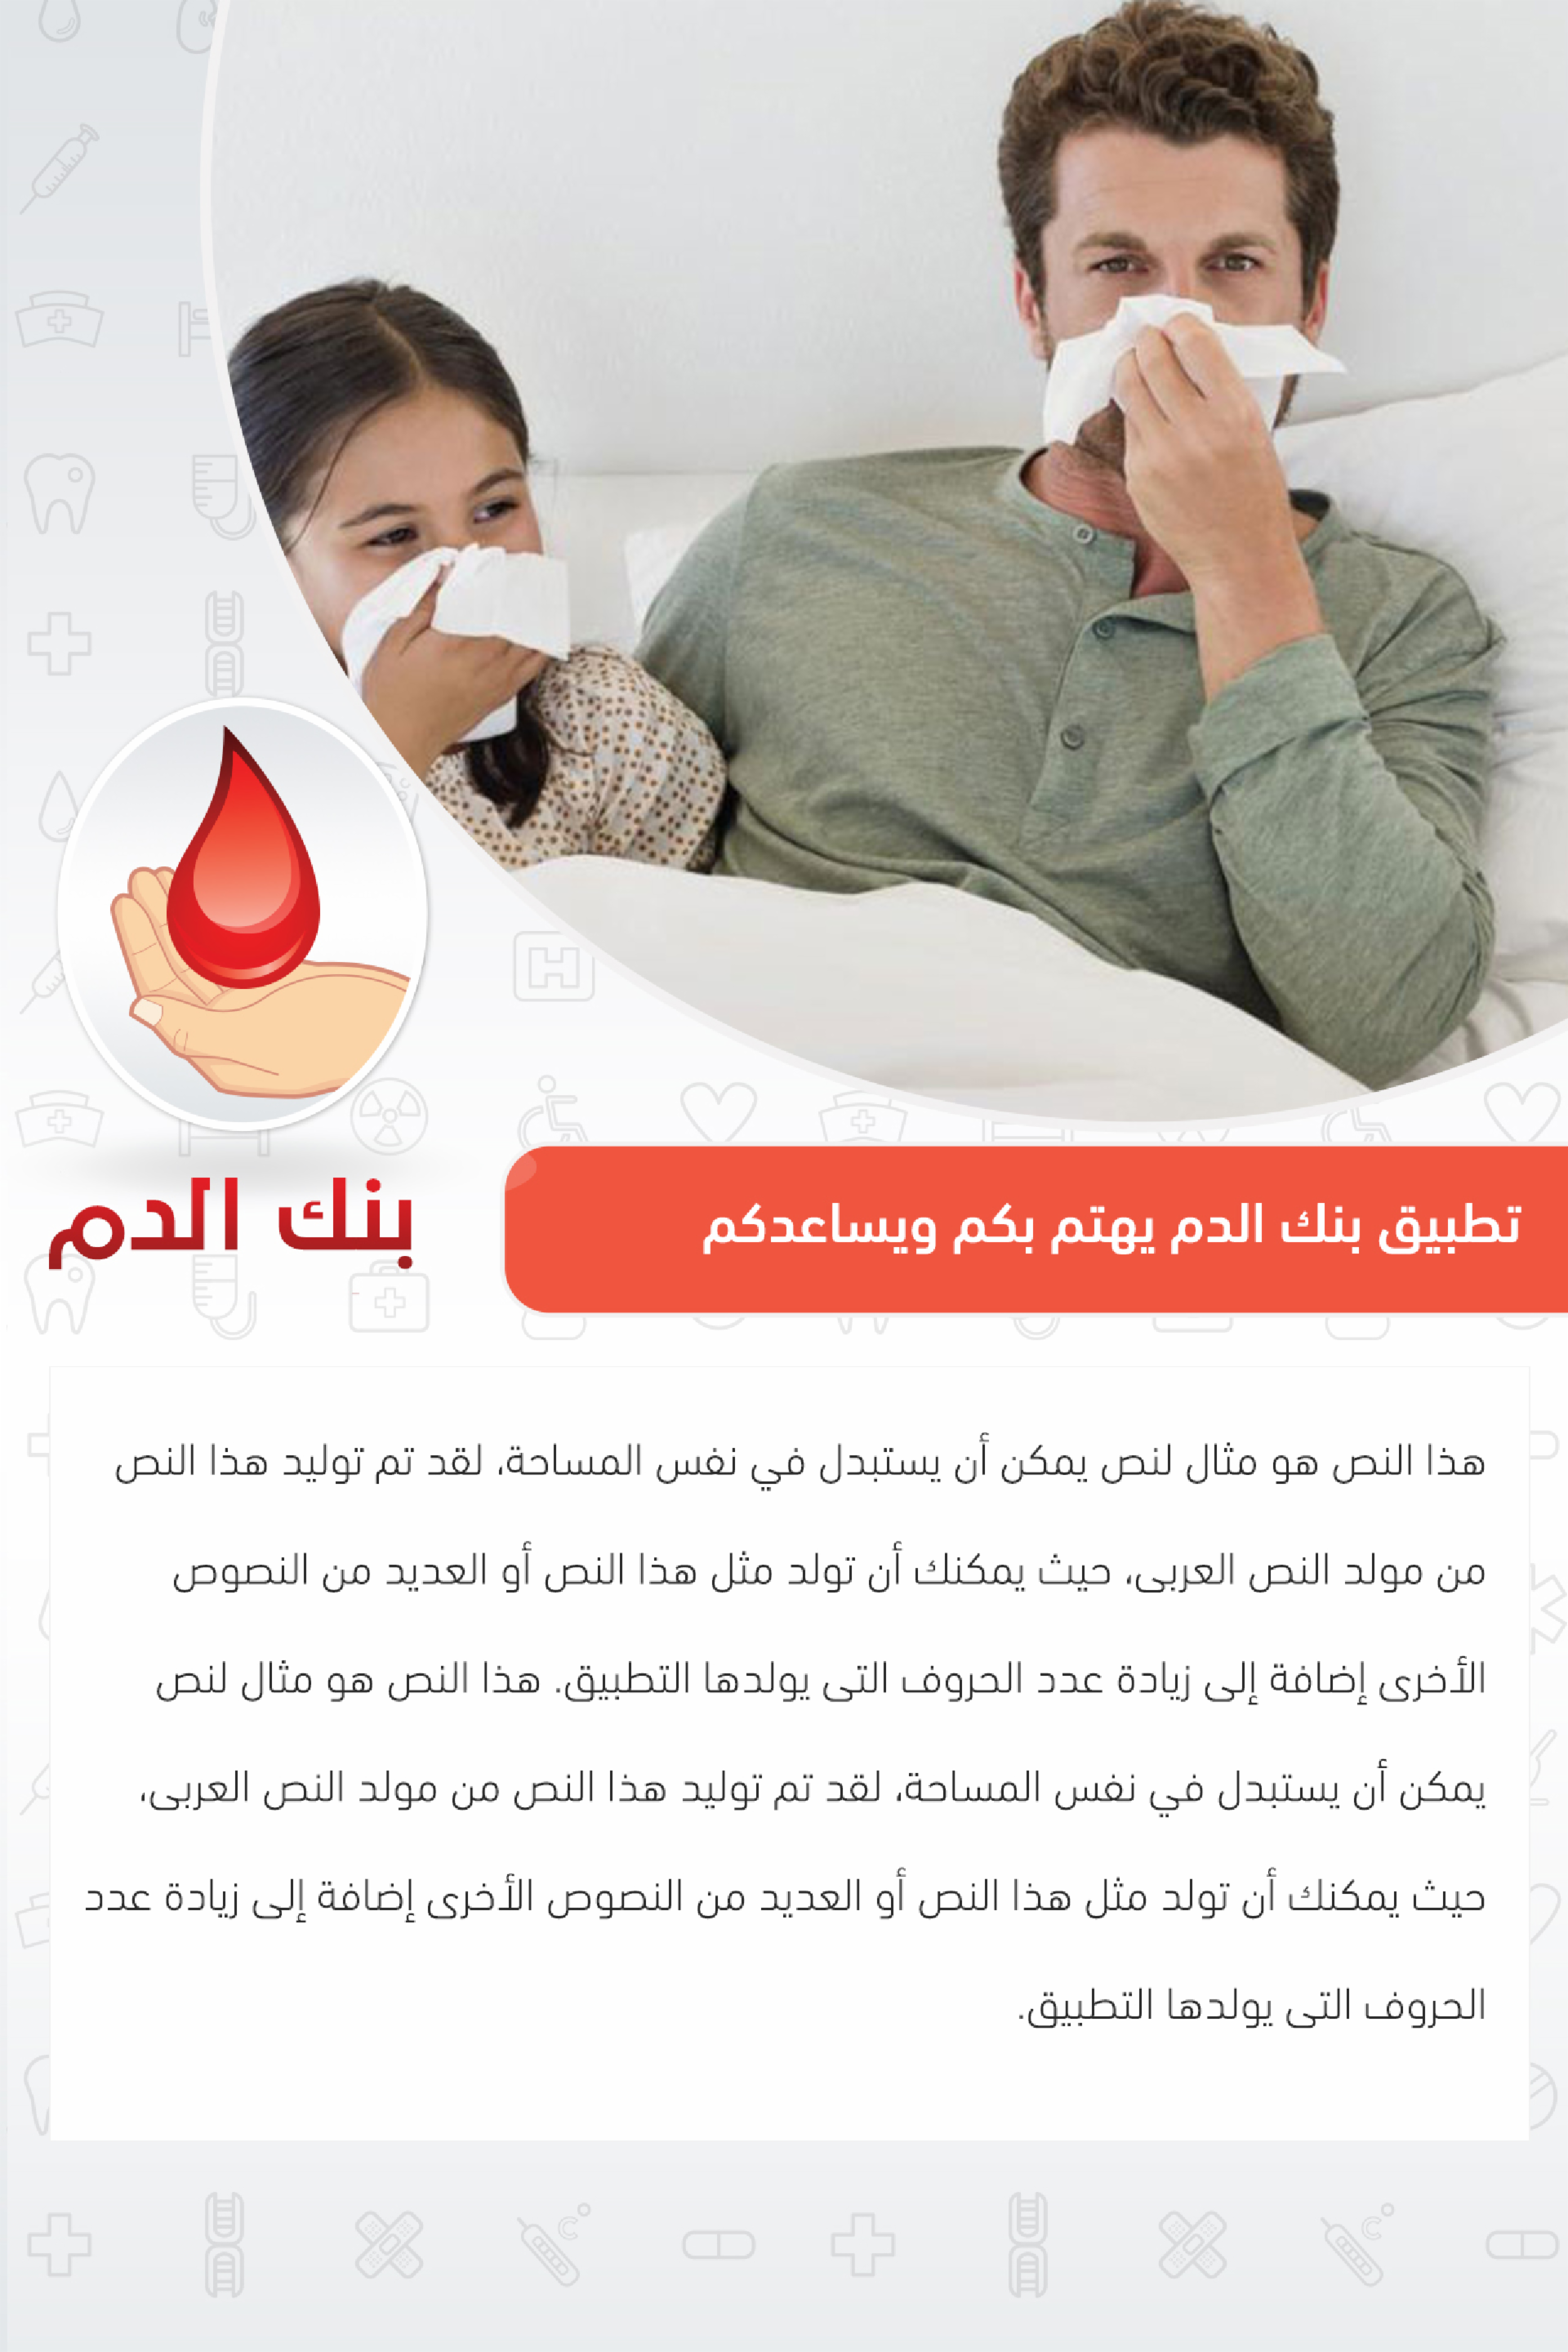 بنك الدم
تطبيق بنك الدم يهتم بكم ويساعدكم
هذا النص هو مثال لنص يمكن أن يستبدل في نفس المساحة، لقد تم توليد هذا النص
من مولد النص العربى، حيث يمكنك أن تولد مثل هذا النص أو العديد من النصوص
الأخرى إضافة إلى زيادة عدد الحروف التى يولدها التطبيق. هذا النص هو مثال لنص
يمكن أن يستبدل في نفس المساحة، لقد تم توليد هذا النص من مولد النص العربى،
حيث يمكنك أن تولد مثل هذا النص أو العديد من النصوص الأخرى إضافة إلى زيادة عدد
الحروف التى يولدها التطبيق.